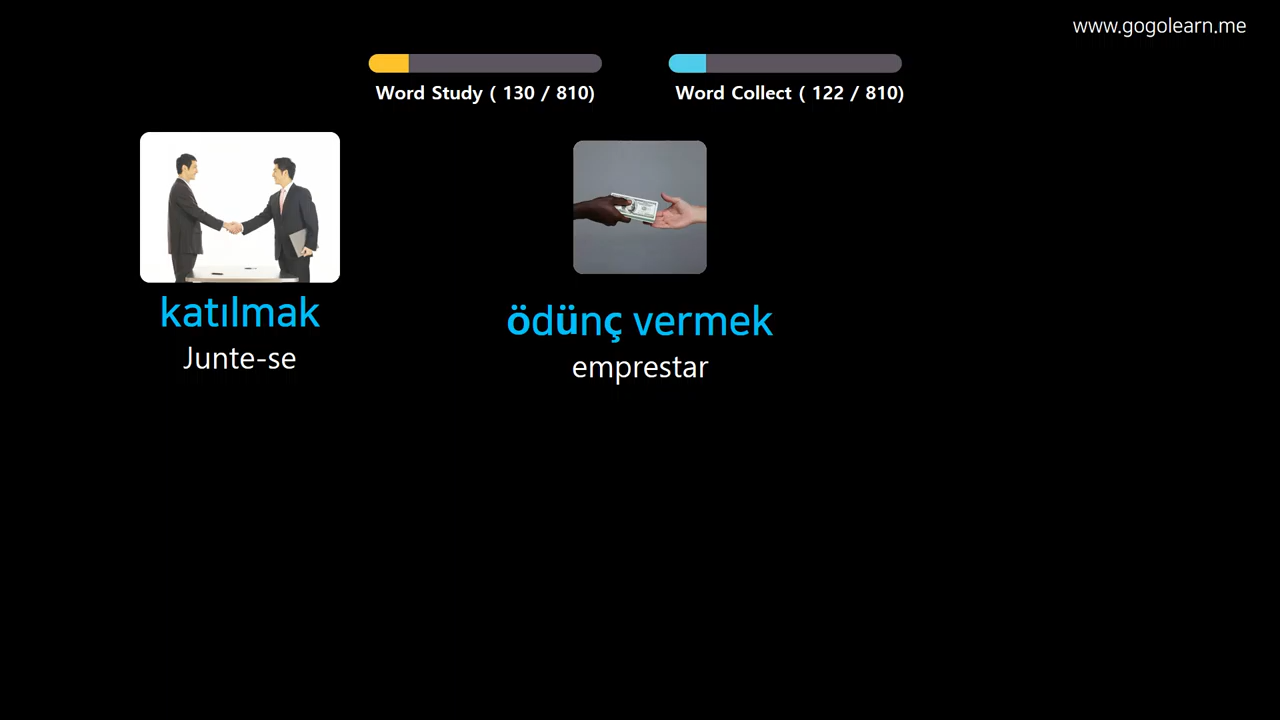 www.gogolearn.me
Word Study ( 130 / 810)
Word Collect ( 122 / 810)
katılmak
Junte-se
ödünç vermek
emprestar